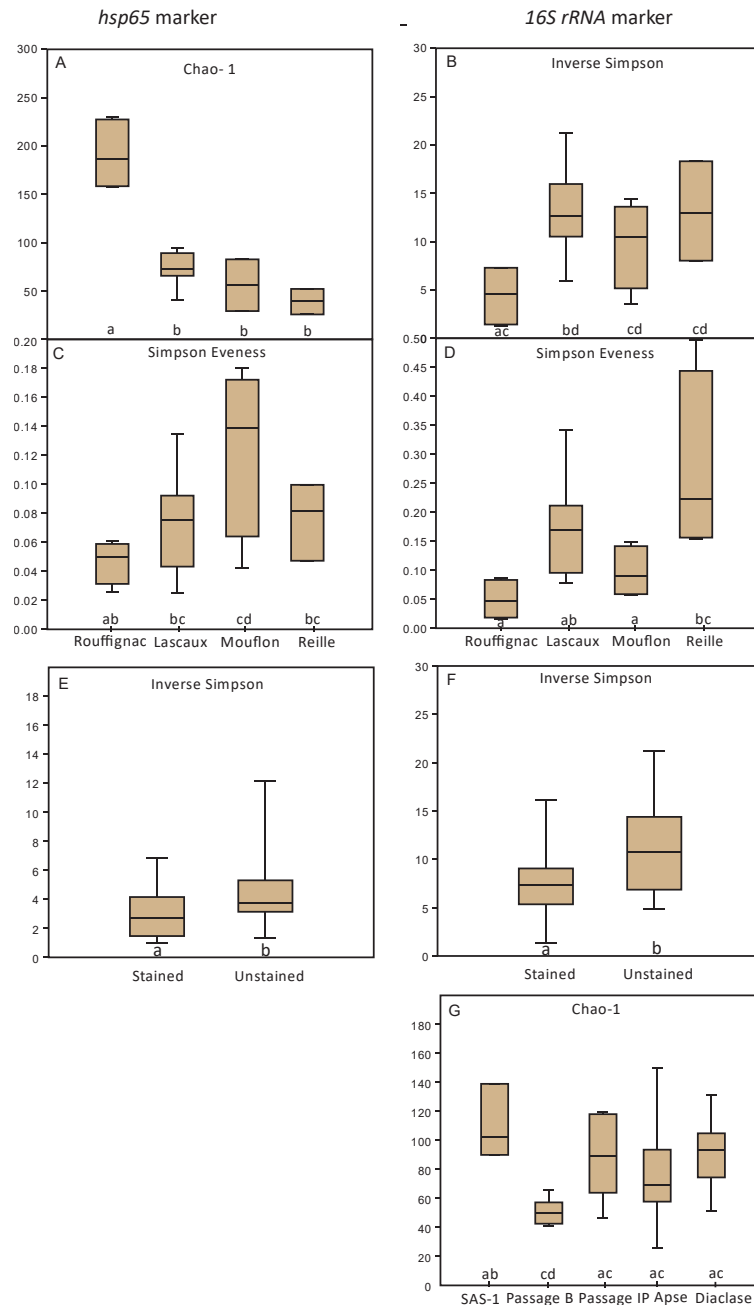 hsp65 marker
16S rRNA marker
A
Chao- 1
300
250
200
150
100
50
a b b b
B
Inverse Simpson
30
25
20
15
10
5
ac bd cd cd
C
Simpson Eveness
0.20
0.18
0.16
0.14
0.12
0.10
0.08
0.06
0.04
0.02
0.00
ab bc cd bc
Rouffignac Lascaux Mouflon Reille
D
Simpson Eveness
0.50
0.45
0.40
0.35
0.30
0.25
0.20
0.15
0.10
0.05
0.00
a ab a bc
Rouffignac Lascaux Mouflon Reille
E
Inverse Simpson
18
16
14
12
10
8
6
4
2
0
a b
Stained Unstained
F
Inverse Simpson
30
25
20
15
10
5
0
a b
Stained Unstained
G
Chao-1
180
160
140
120
100
80
60
40
20
0
ab cd ac ac ac
SAS-1 Passage B Passage IP Apse Diaclase